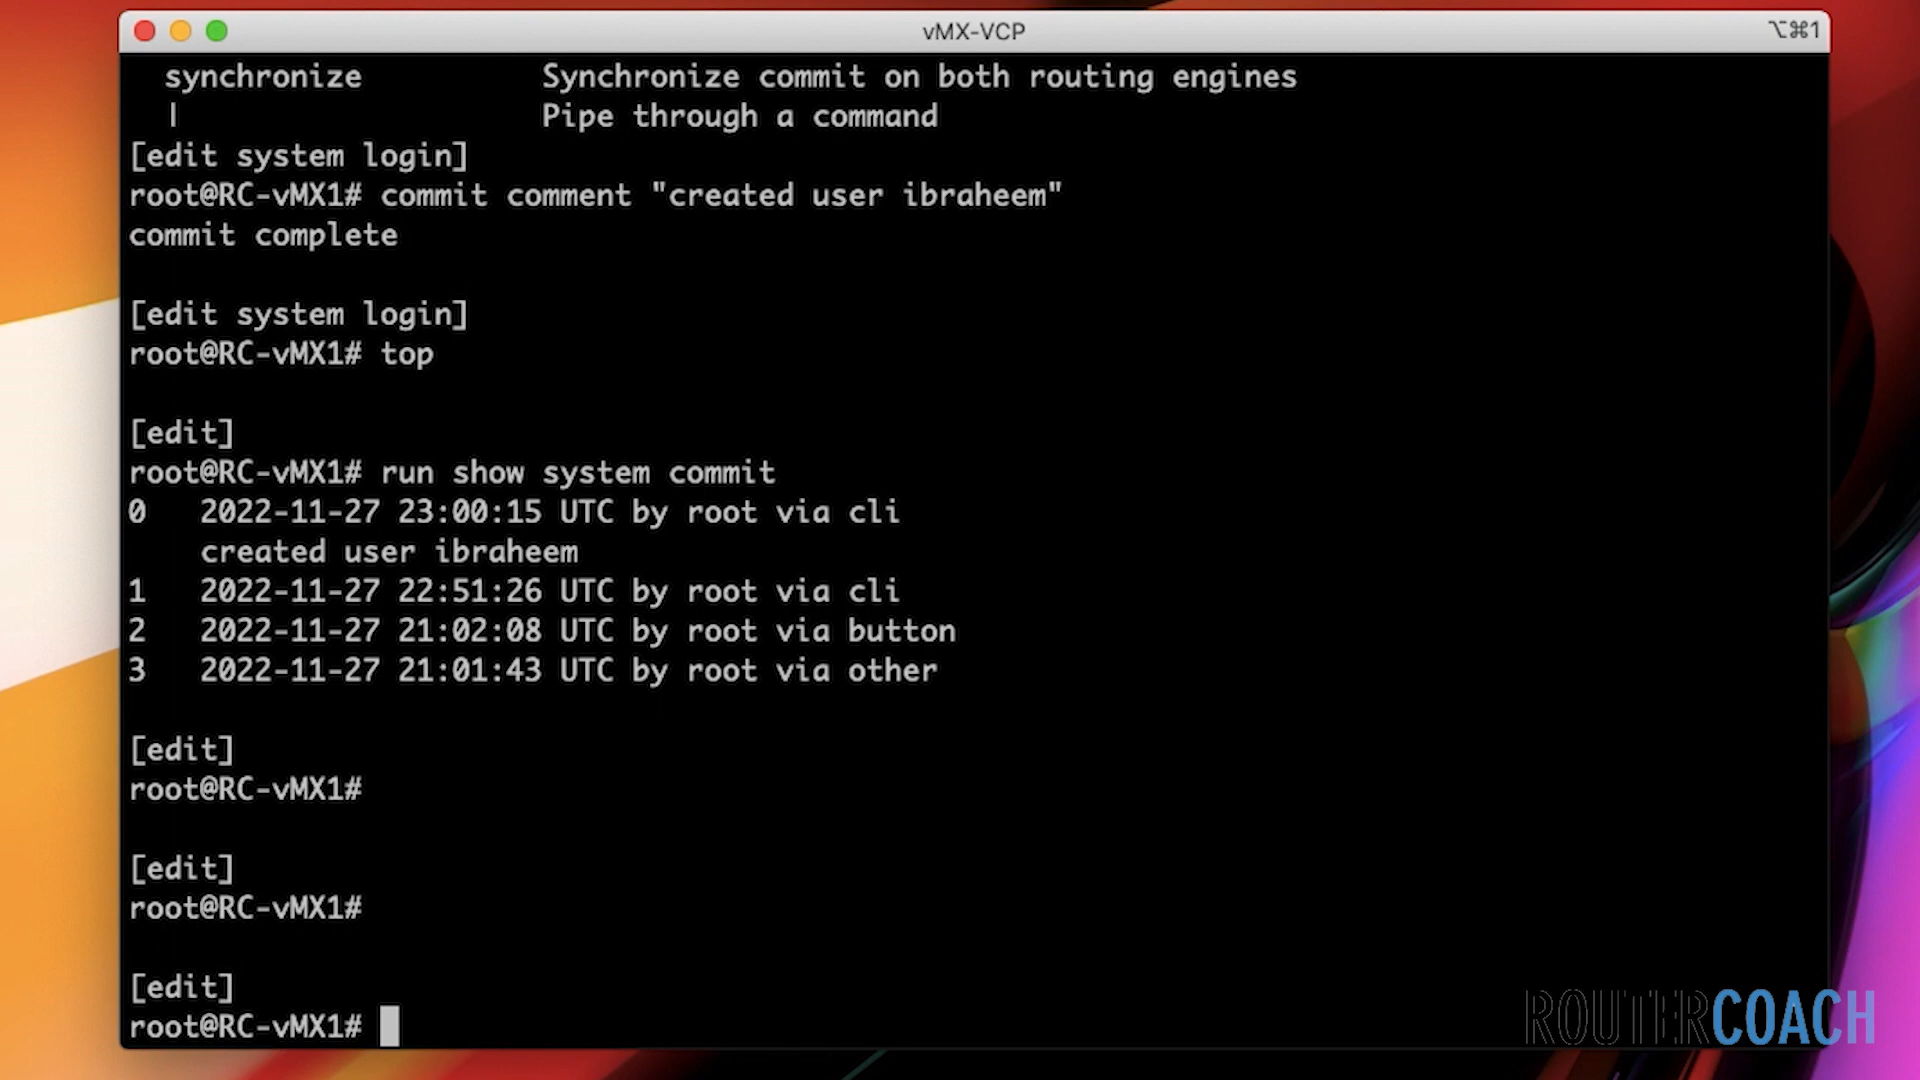 vMX-VCP
⌥⌘1
synchronize Synchronize commit on both routing engines
| Pipe through a command
[edit system login]
root@RC-vMX1# commit comment "created user ibraheem"
commit complete
[edit system login]
root@RC-vMX1# top
[edit]
root@RC-vMX1# run show system commit
0 2022-11-27 23:00:15 UTC by root via cli
created user ibraheem
1 2022-11-27 22:51:26 UTC by root via cli
2 2022-11-27 21:02:08 UTC by root via button
3 2022-11-27 21:01:43 UTC by root via other
[edit]
root@RC-vMX1#
[edit]
root@RC-vMX1#
[edit]
root@RC-vMX1#
ROUTERCOACH